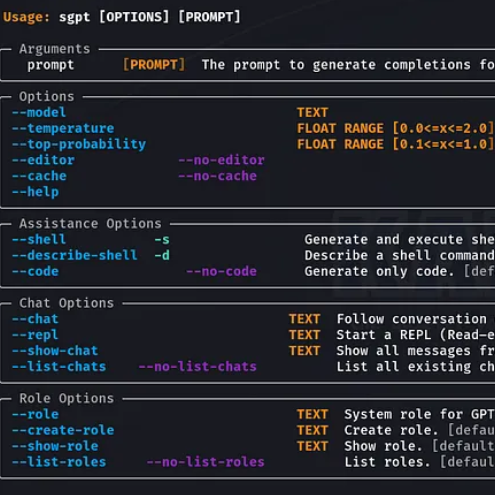 Usage: sgpt [OPTIONS] [PROMPT]
Arguments
prompt [PROMPT] The prompt to generate completions fo
Options
--model TEXT
--temperature FLOAT RANGE [0.0<=x<=2.0]
--top-probability FLOAT RANGE [0.1<=x<=1.0]
--editor --no-editor
--cache --no-cache
--help
Assistance Options
--shell -s Generate and execute she
--describe-shell -d Describe a shell command
--code --no-code Generate only code. [def
Chat Options
--chat TEXT Follow conversation
--repl TEXT Start a REPL (Read–e
--show-chat TEXT Show all messages fr
--list-chats --no-list-chats List all existing ch
Role Options
--role TEXT System role for GPT
--create-role TEXT Create role. [defau
--show-role TEXT Show role. [default
--list-roles --no-list-roles List roles. [defaul